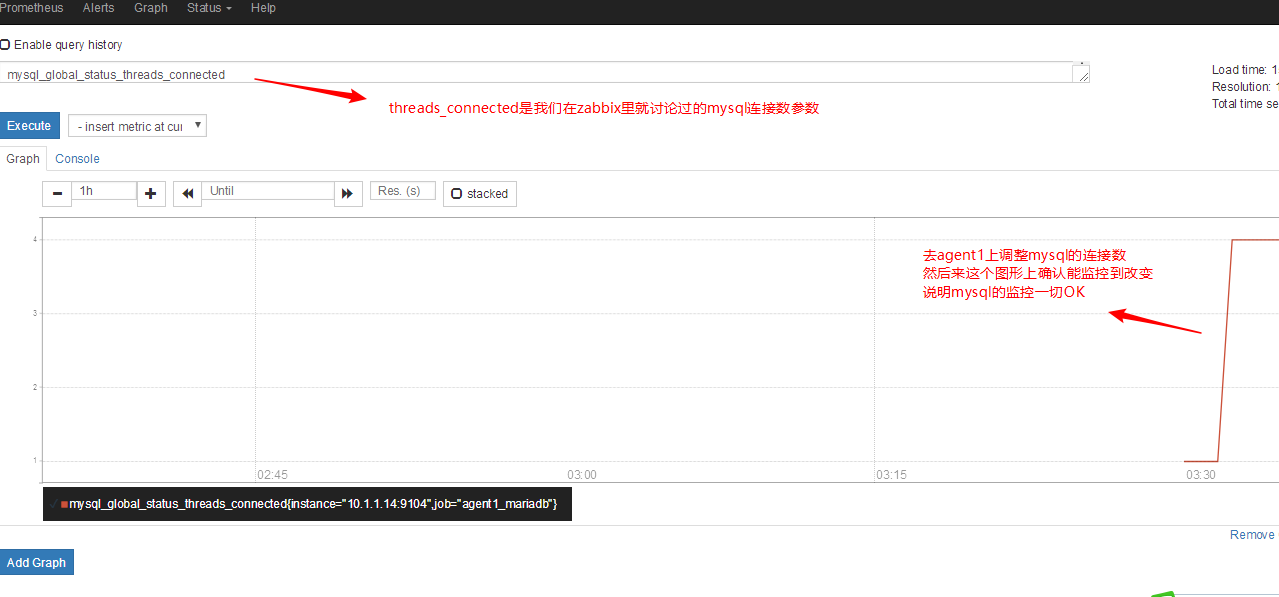 Prometheus Alerts Graph Status Help
Enable query history
mysql_global_status_threads_connected
Load time: 1
Resolution: 1
Total time se
threads_connected是我们在zabbix里就讨论过的mysql连接数参数
Execute - insert metric at cur
Graph Console
1h Until Res. (s) stacked
4
去agent1上调整mysql的连接数
然后来这个图形上确认能监控到改变
说明mysql的监控一切OK
3
2
1
02:45 03:00 03:15 03:30
mysql_global_status_threads_connected{instance="10.1.1.14:9104",job="agent1_mariadb"}
Remove
Add Graph